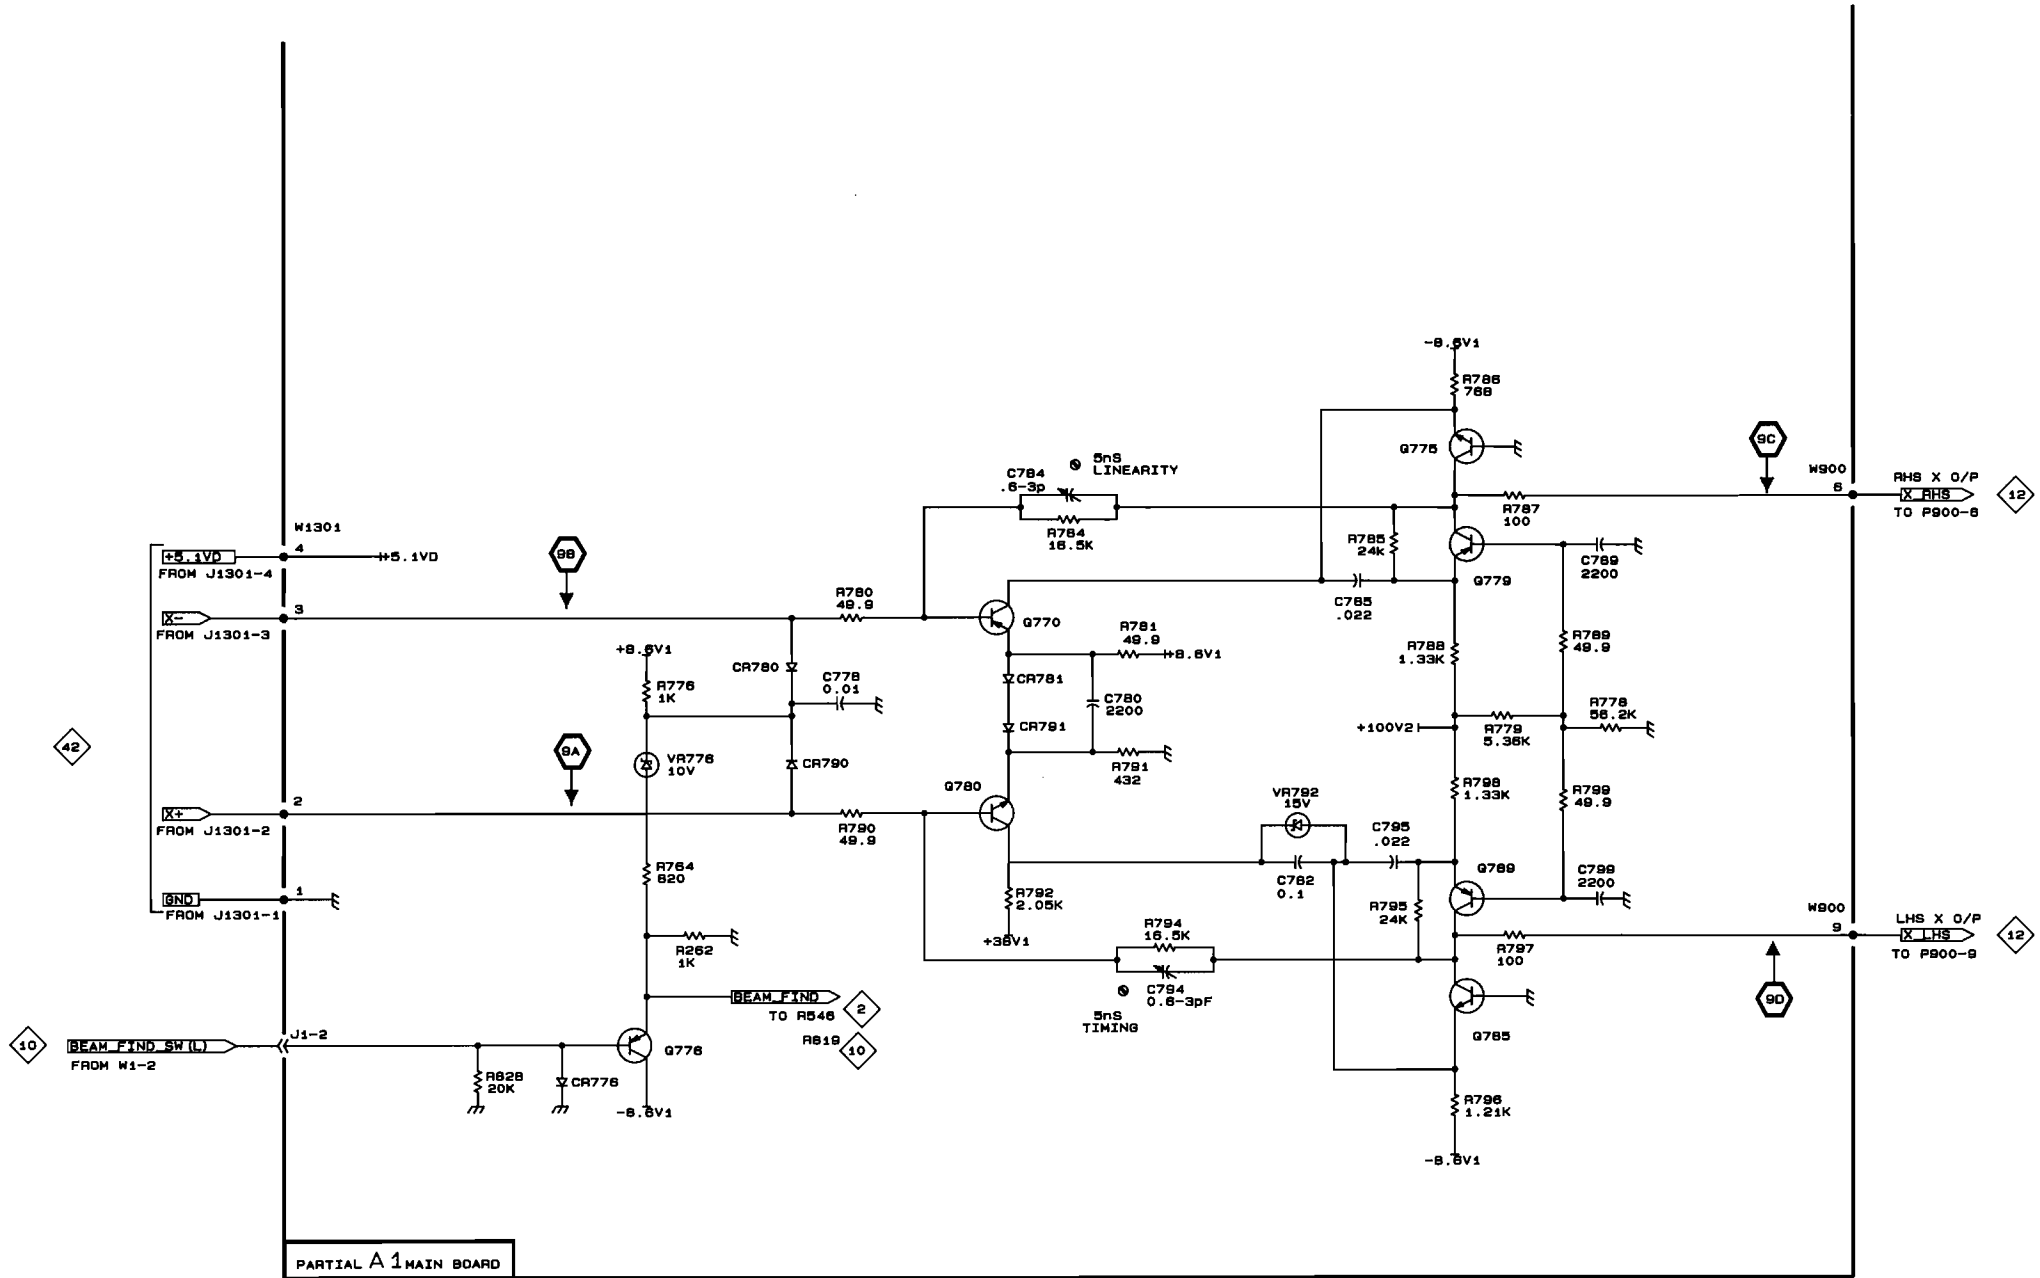 -8.6V1
R786
768
Q775
9C
5nS
LINEARITY
C784
.6-3p
R784
16.5K
W900
6
RHS X O/P
X_RHS
TO P900-6
12
R787
100
W1301
4
+5.1VD
FROM J1301-4
+5.1VD
9B
R785
24K
Q779
C789
2200
C785
.022
3
X-
FROM J1301-3
R780
49.9
Q770
R781
49.9
+8.6V1
R788
1.33K
R789
49.9
+8.6V1
R776
1K
CR780
C778
0.01
CR781
C780
2200
CR791
R778
56.2K
+100V2
R779
5.36K
42
9A
VR776
10V
CR790
R791
432
Q780
R798
1.33K
R799
49.9
VR792
15V
C795
.022
2
X+
FROM J1301-2
R790
49.9
R764
820
C782
0.1
Q789
C799
2200
1
GND
FROM J1301-1
R792
2.05K
+38V1
R795
24K
R794
16.5K
W900
9
LHS X O/P
X_LHS
TO P900-9
12
R797
100
R262
1K
C794
0.6-3pF
5nS
TIMING
9D
BEAM_FIND
TO R546
2
R619
10
Q785
10
BEAM_FIND_SW(L)
FROM W1-2
J1-2
Q776
R828
20K
CR776
-8.6V1
R796
1.21K
-8.6V1
PARTIAL A1 MAIN BOARD